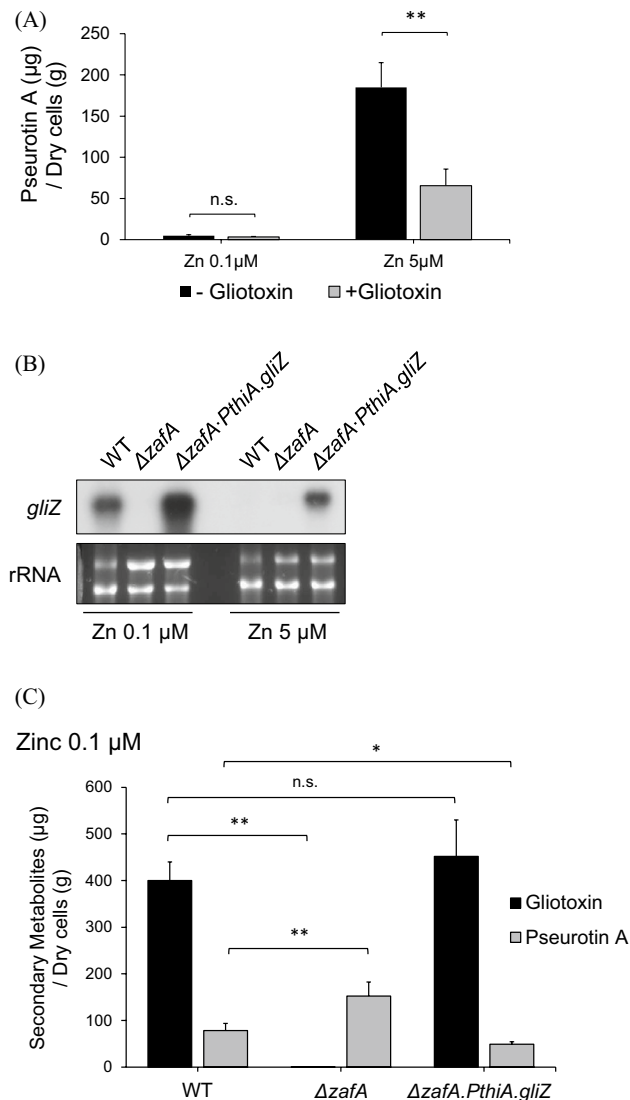 (A)
Pseurotin A (µg)
/ Dry cells (g)
250
200
150
100
50
0
n.s.
**
Zn 0.1µM
Zn 5µM
- Gliotoxin
+Gliotoxin
(B)
WT
ΔzafA
ΔzafA·PthiA.gliZ
WT
ΔzafA
ΔzafA·PthiA.gliZ
gliZ
rRNA
Zn 0.1 µM
Zn 5 µM
(C)
Zinc 0.1 µM
Secondary Metabolites (µg)
/ Dry cells (g)
600
500
400
300
200
100
0
*
n.s.
**
**
Gliotoxin
Pseurotin A
WT
ΔzafA
ΔzafA.PthiA.gliZ